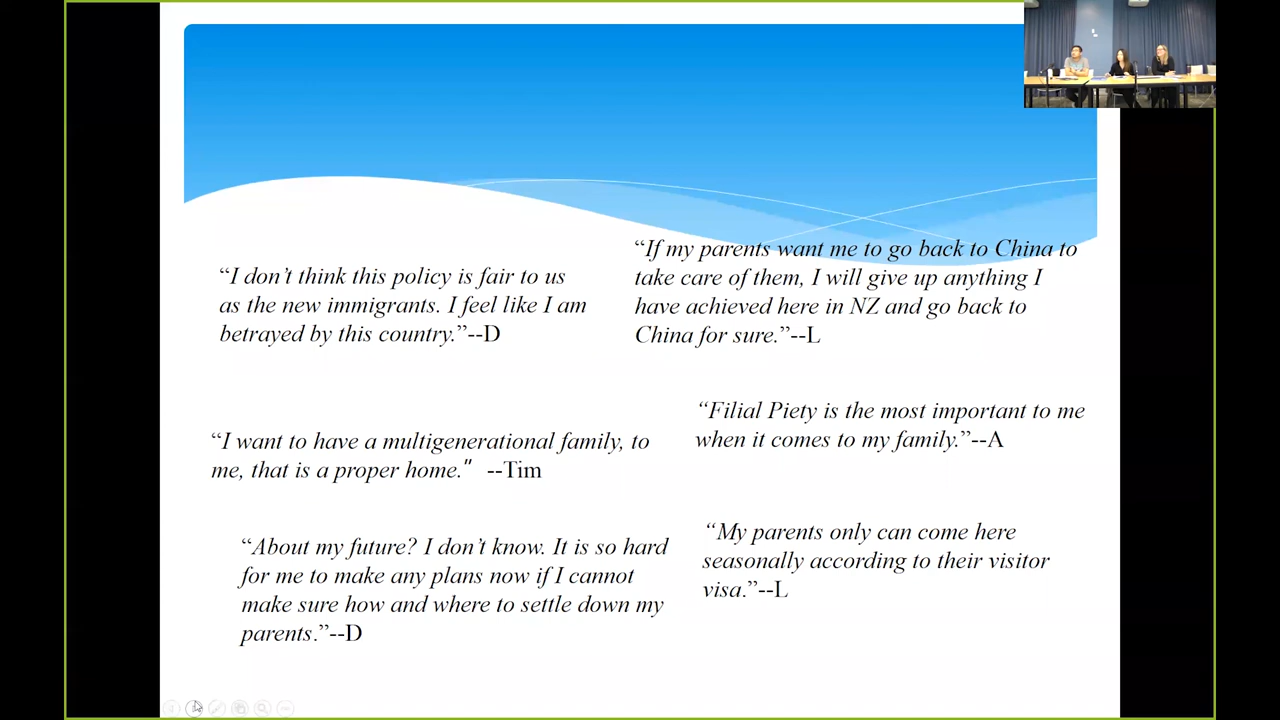 “I don’t think this policy is fair to us
as the new immigrants. I feel like I am
betrayed by this country.”--D
“If my parents want me to go back to China to
take care of them, I will give up anything I
have achieved here in NZ and go back to
China for sure.”--L
“I want to have a multigenerational family, to
me, that is a proper home.” --Tim
“Filial Piety is the most important to me
when it comes to my family.”--A
“About my future? I don’t know. It is so hard
for me to make any plans now if I cannot
make sure how and where to settle down my
parents.”--D
“My parents only can come here
seasonally according to their visitor
visa.”--L